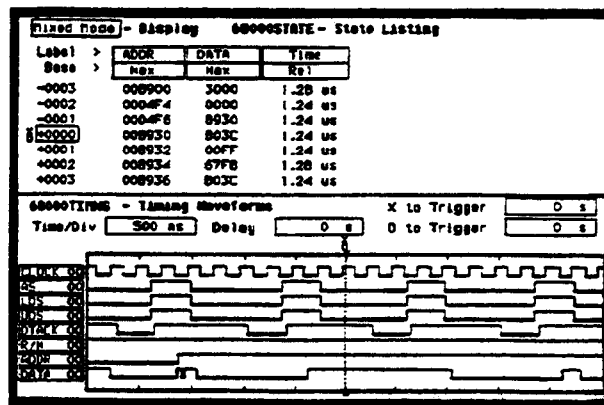 Mixed Mode - Display 68000STATE - State Listing
Label > ADDR DATA Time
Base > Hex Hex Rel
-0003 008900 3000 1.28 us
-0002 0004F4 0000 1.24 us
-0001 0004F6 8930 1.24 us
+0000 008930 B03C 1.24 us
+0001 008932 00FF 1.24 us
+0002 008934 67F8 1.28 us
+0003 008936 B03C 1.24 us
68000TIMNG - Timing Waveforms X to Trigger 0 s
Time/Div 500 ns Delay 0 s O to Trigger 0 s
CLOCK 00
AS 00
LDS 00
UDS 00
DTACK 00
R/W 00
ADDR 00
DATA 00